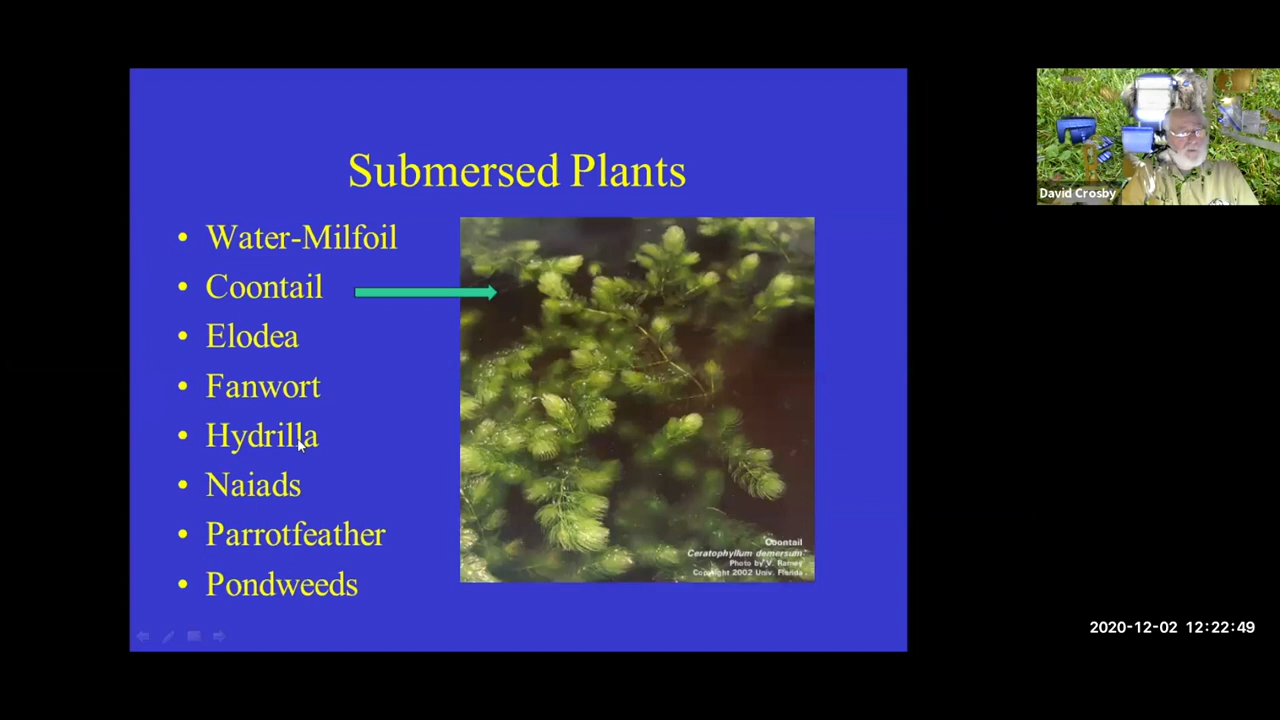 Submersed Plants
• Water-Milfoil
• Coontail
• Elodea
• Fanwort
• Hydrilla
• Naiads
• Parrotfeather
• Pondweeds
Coontail
Ceratophyllum demersum
Photo by V. Ramey
Copyright 2002 Univ. Florida
David Crosby
2020-12-02 12:22:49